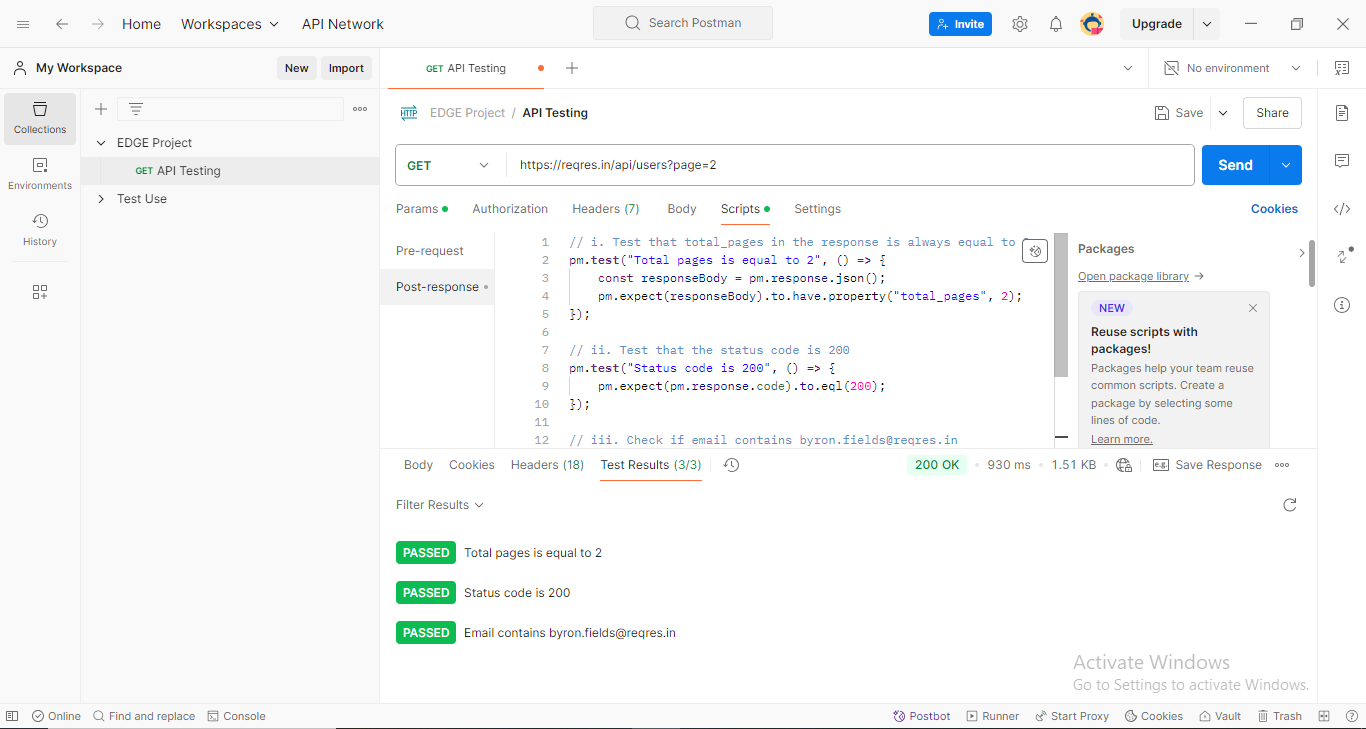 Home Workspaces API Network Search Postman Invite Upgrade
My Workspace New Import GET API Testing No environment
Collections
Environments
History
EDGE Project
GET API Testing
Test Use
HTTP EDGE Project / API Testing Save Share
GET https://reqres.in/api/users?page=2 Send
Params Authorization Headers (7) Body Scripts Settings Cookies
Pre-request
Post-response
1 // i. Test that total_pages in the response is always equal to
2 pm.test("Total pages is equal to 2", () => {
3 const responseBody = pm.response.json();
4 pm.expect(responseBody).to.have.property("total_pages", 2);
5 });
6
7 // ii. Test that the status code is 200
8 pm.test("Status code is 200", () => {
9 pm.expect(pm.response.code).to.eql(200);
10 });
11
12 // iii. Check if email contains byron.fields@reqres.in
Packages
Open package library →
NEW
Reuse scripts with
packages!
Packages help your team reuse
common scripts. Create a
package by selecting some
lines of code.
Learn more.
Body Cookies Headers (18) Test Results (3/3) 200 OK 930 ms 1.51 KB e.g. Save Response
Filter Results
PASSED Total pages is equal to 2
PASSED Status code is 200
PASSED Email contains byron.fields@reqres.in
Activate Windows
Go to Settings to activate Windows.
Online Find and replace Console Postbot Runner Start Proxy Cookies Vault Trash